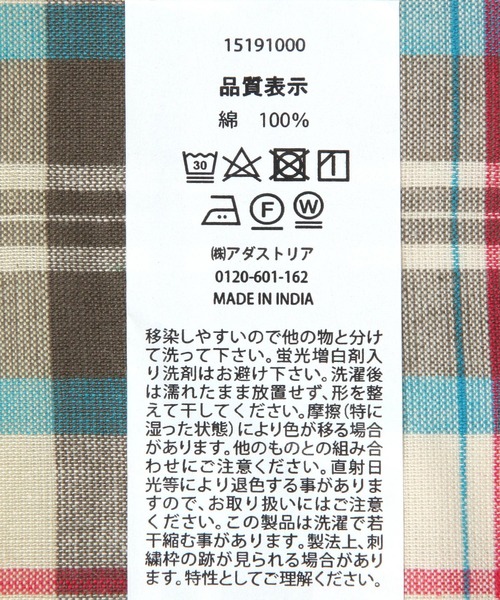 15191000
品質表示
綿 100%
30
F W
㈱アダストリア
0120-601-162
MADE IN INDIA
移染しやすいので他の物と分け
て洗って下さい。蛍光増白剤入
り洗剤はお避け下さい。洗濯後
は濡れたまま放置せず、形を整
えて干してください。摩擦(特に
湿った状態)により色が移る場合
があります。他のものとの組み合
わせにご注意ください。直射日
光等により退色する事がありま
すので、お取り扱いにはご注意
ください。この製品は洗濯で若
干縮む事があります。製法上、刺
繍枠の跡が見られる場合があり
ます。特性としてご理解ください。